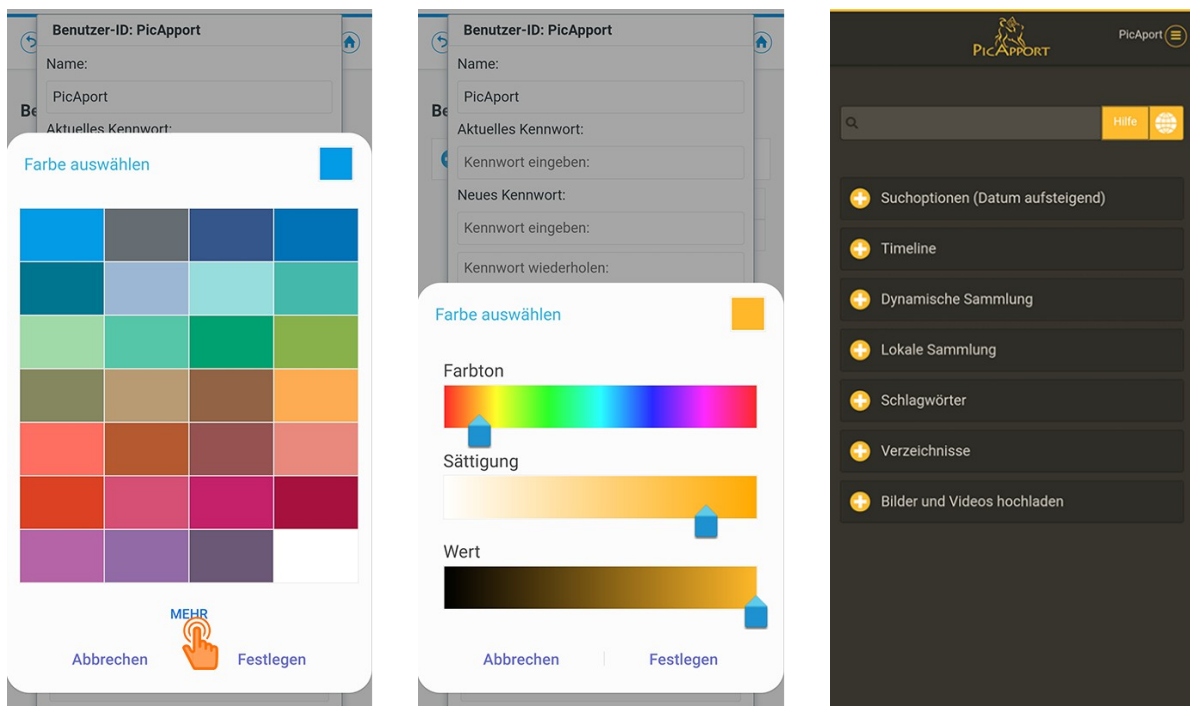 Benutzer-ID: PicApport
Name:
PicAport
Be
Aktuelles Kennwort:
Farbe auswählen
MEHR
Abbrechen
Festlegen
Benutzer-ID: PicApport
Name:
PicAport
Be
Aktuelles Kennwort:
Kennwort eingeben:
Neues Kennwort:
Kennwort eingeben:
Kennwort wiederholen:
Farbe auswählen
Farbton
Sättigung
Wert
Abbrechen
Festlegen
PICAPPORT
PicAport
Hilfe
Suchoptionen (Datum aufsteigend)
Timeline
Dynamische Sammlung
Lokale Sammlung
Schlagwörter
Verzeichnisse
Bilder und Videos hochladen